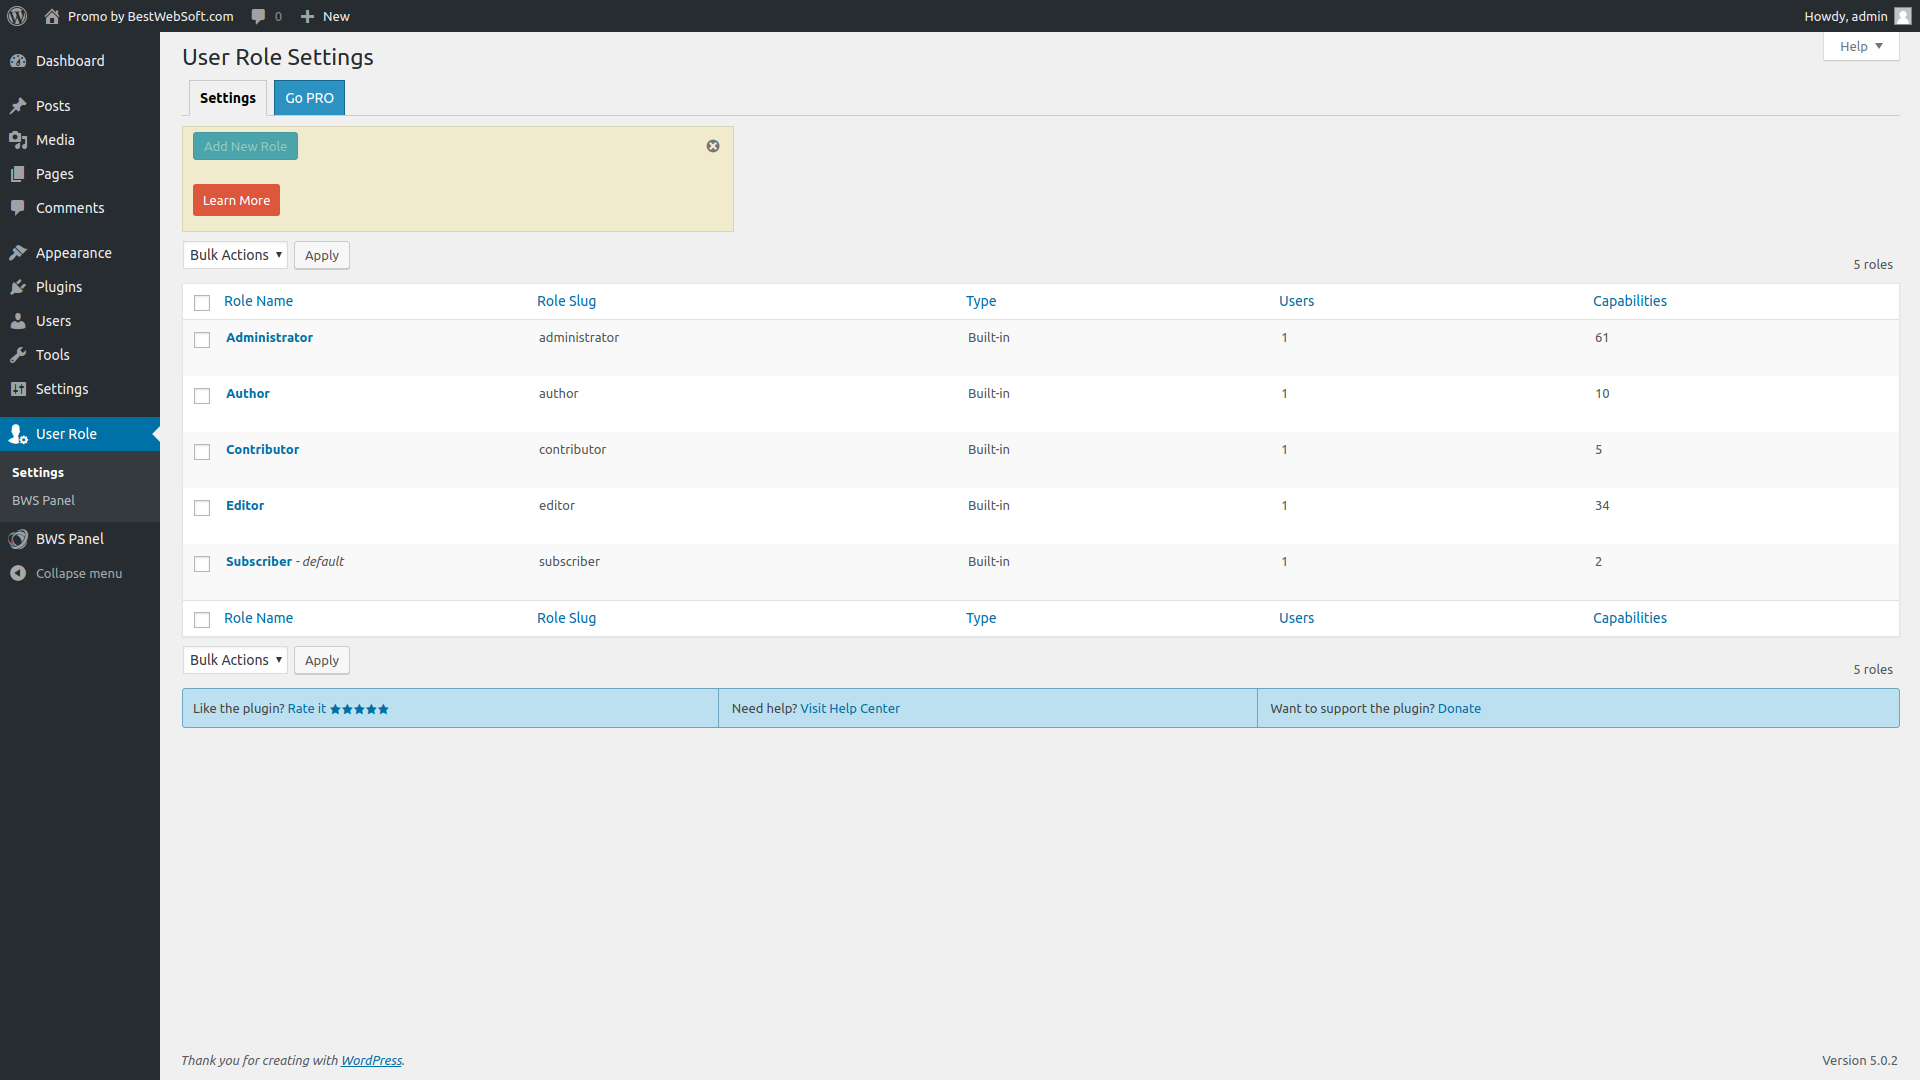 Promo by BestWebSoft.com 0 New Howdy, admin
Dashboard
Posts
Media
Pages
Comments
Appearance
Plugins
Users
Tools
Settings
User Role
Settings
BWS Panel
BWS Panel
Collapse menu
Help ▼
User Role Settings
Settings Go PRO
Add New Role
Learn More
Bulk Actions ▼ Apply
5 roles
Role Name Role Slug Type Users Capabilities
Administrator administrator Built-in 1 61
Author author Built-in 1 10
Contributor contributor Built-in 1 5
Editor editor Built-in 1 34
Subscriber - default subscriber Built-in 1 2
Role Name Role Slug Type Users Capabilities
Bulk Actions ▼ Apply
5 roles
Like the plugin? Rate it ★★★★★ Need help? Visit Help Center Want to support the plugin? Donate
Thank you for creating with WordPress. Version 5.0.2